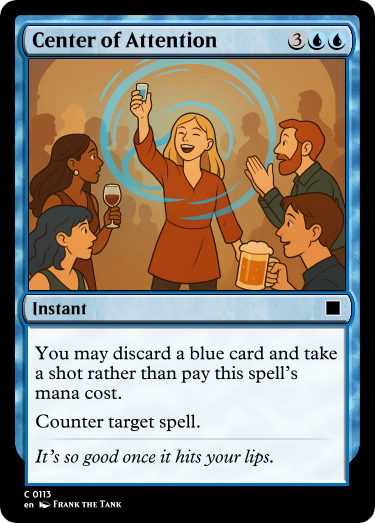 Center of Attention 3
Instant
You may discard a blue card and take
a shot rather than pay this spell's
mana cost.
Counter target spell.
It's so good once it hits your lips.
C 0113
en Frank the Tank